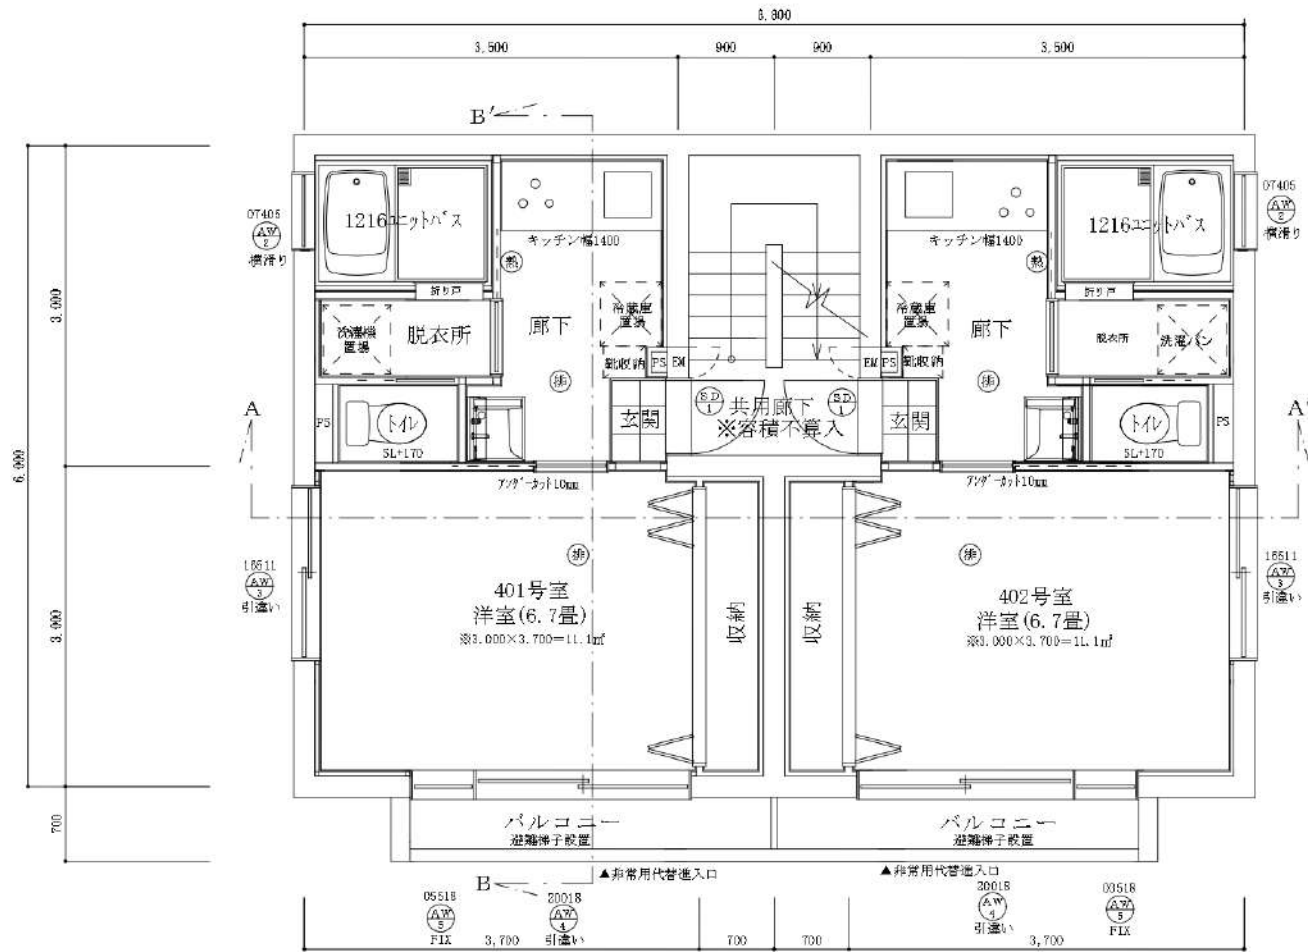 8,800
3,500
900
900
3,500
B'
07405
AW
2
横滑り
1216ユニットバス
キッチン幅1400
熱
折り戸
洗濯機
置場
脱衣所
廊下
冷蔵庫
置場
靴収納
PS
EM
排
PS
トイレ
SL+170
玄関
SD
1
共用廊下
※容積不算入
SD
1
EM
PS
キッチン幅1400
熱
1216ユニットバス
07405
AW
2
横滑り
折り戸
冷蔵庫
置場
廊下
脱衣所
洗濯パン
靴収納
排
玄関
トイレ
SL+170
PS
A
A'
3,000
6,000
3,000
700
アンダーカット10mm
アンダーカット10mm
16511
AW
3
引違い
排
401号室
洋室(6.7畳)
※3.000×3.700=11.1㎡
収納
収納
排
402号室
洋室(6.7畳)
※3.000×3.700=11.1㎡
16511
AW
3
引違い
バルコニー
避難梯子設置
バルコニー
避難梯子設置
▲非常用代替進入口
▲非常用代替進入口
B
05518
AW
5
FIX
20018
AW
4
引違い
20018
AW
4
引違い
AW
5
FIX
3,700
700
700
3,700